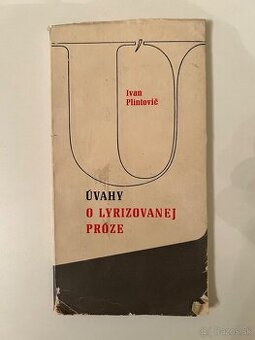 Ivan
Plintovič
ÚVAHY
O LYRIZOVANEJ
PRÓZE